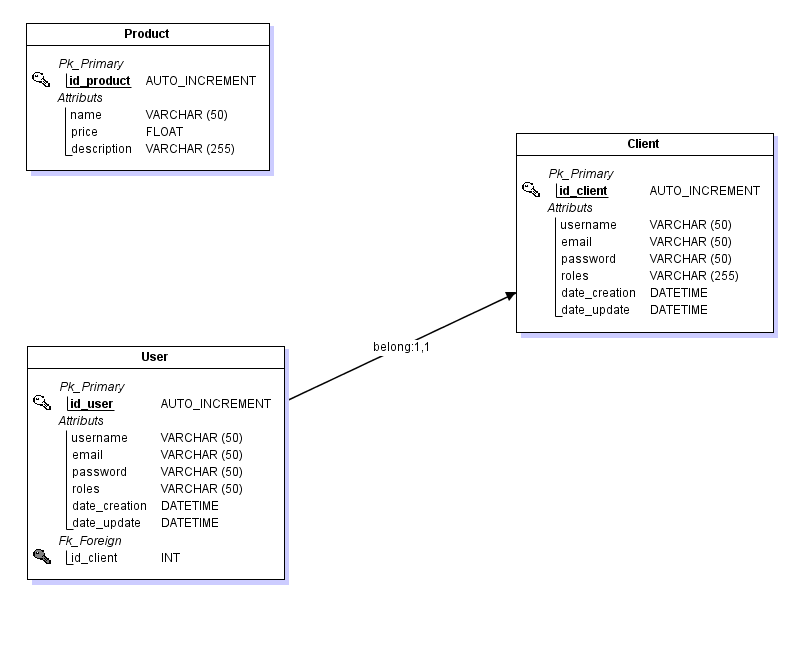 Product
Pk_Primary
id_product AUTO_INCREMENT
Attributs
name VARCHAR (50)
price FLOAT
description VARCHAR (255)
Client
Pk_Primary
id_client AUTO_INCREMENT
Attributs
username VARCHAR (50)
email VARCHAR (50)
password VARCHAR (50)
roles VARCHAR (255)
date_creation DATETIME
date_update DATETIME
belong:1,1
User
Pk_Primary
id_user AUTO_INCREMENT
Attributs
username VARCHAR (50)
email VARCHAR (50)
password VARCHAR (50)
roles VARCHAR (50)
date_creation DATETIME
date_update DATETIME
Fk_Foreign
id_client INT